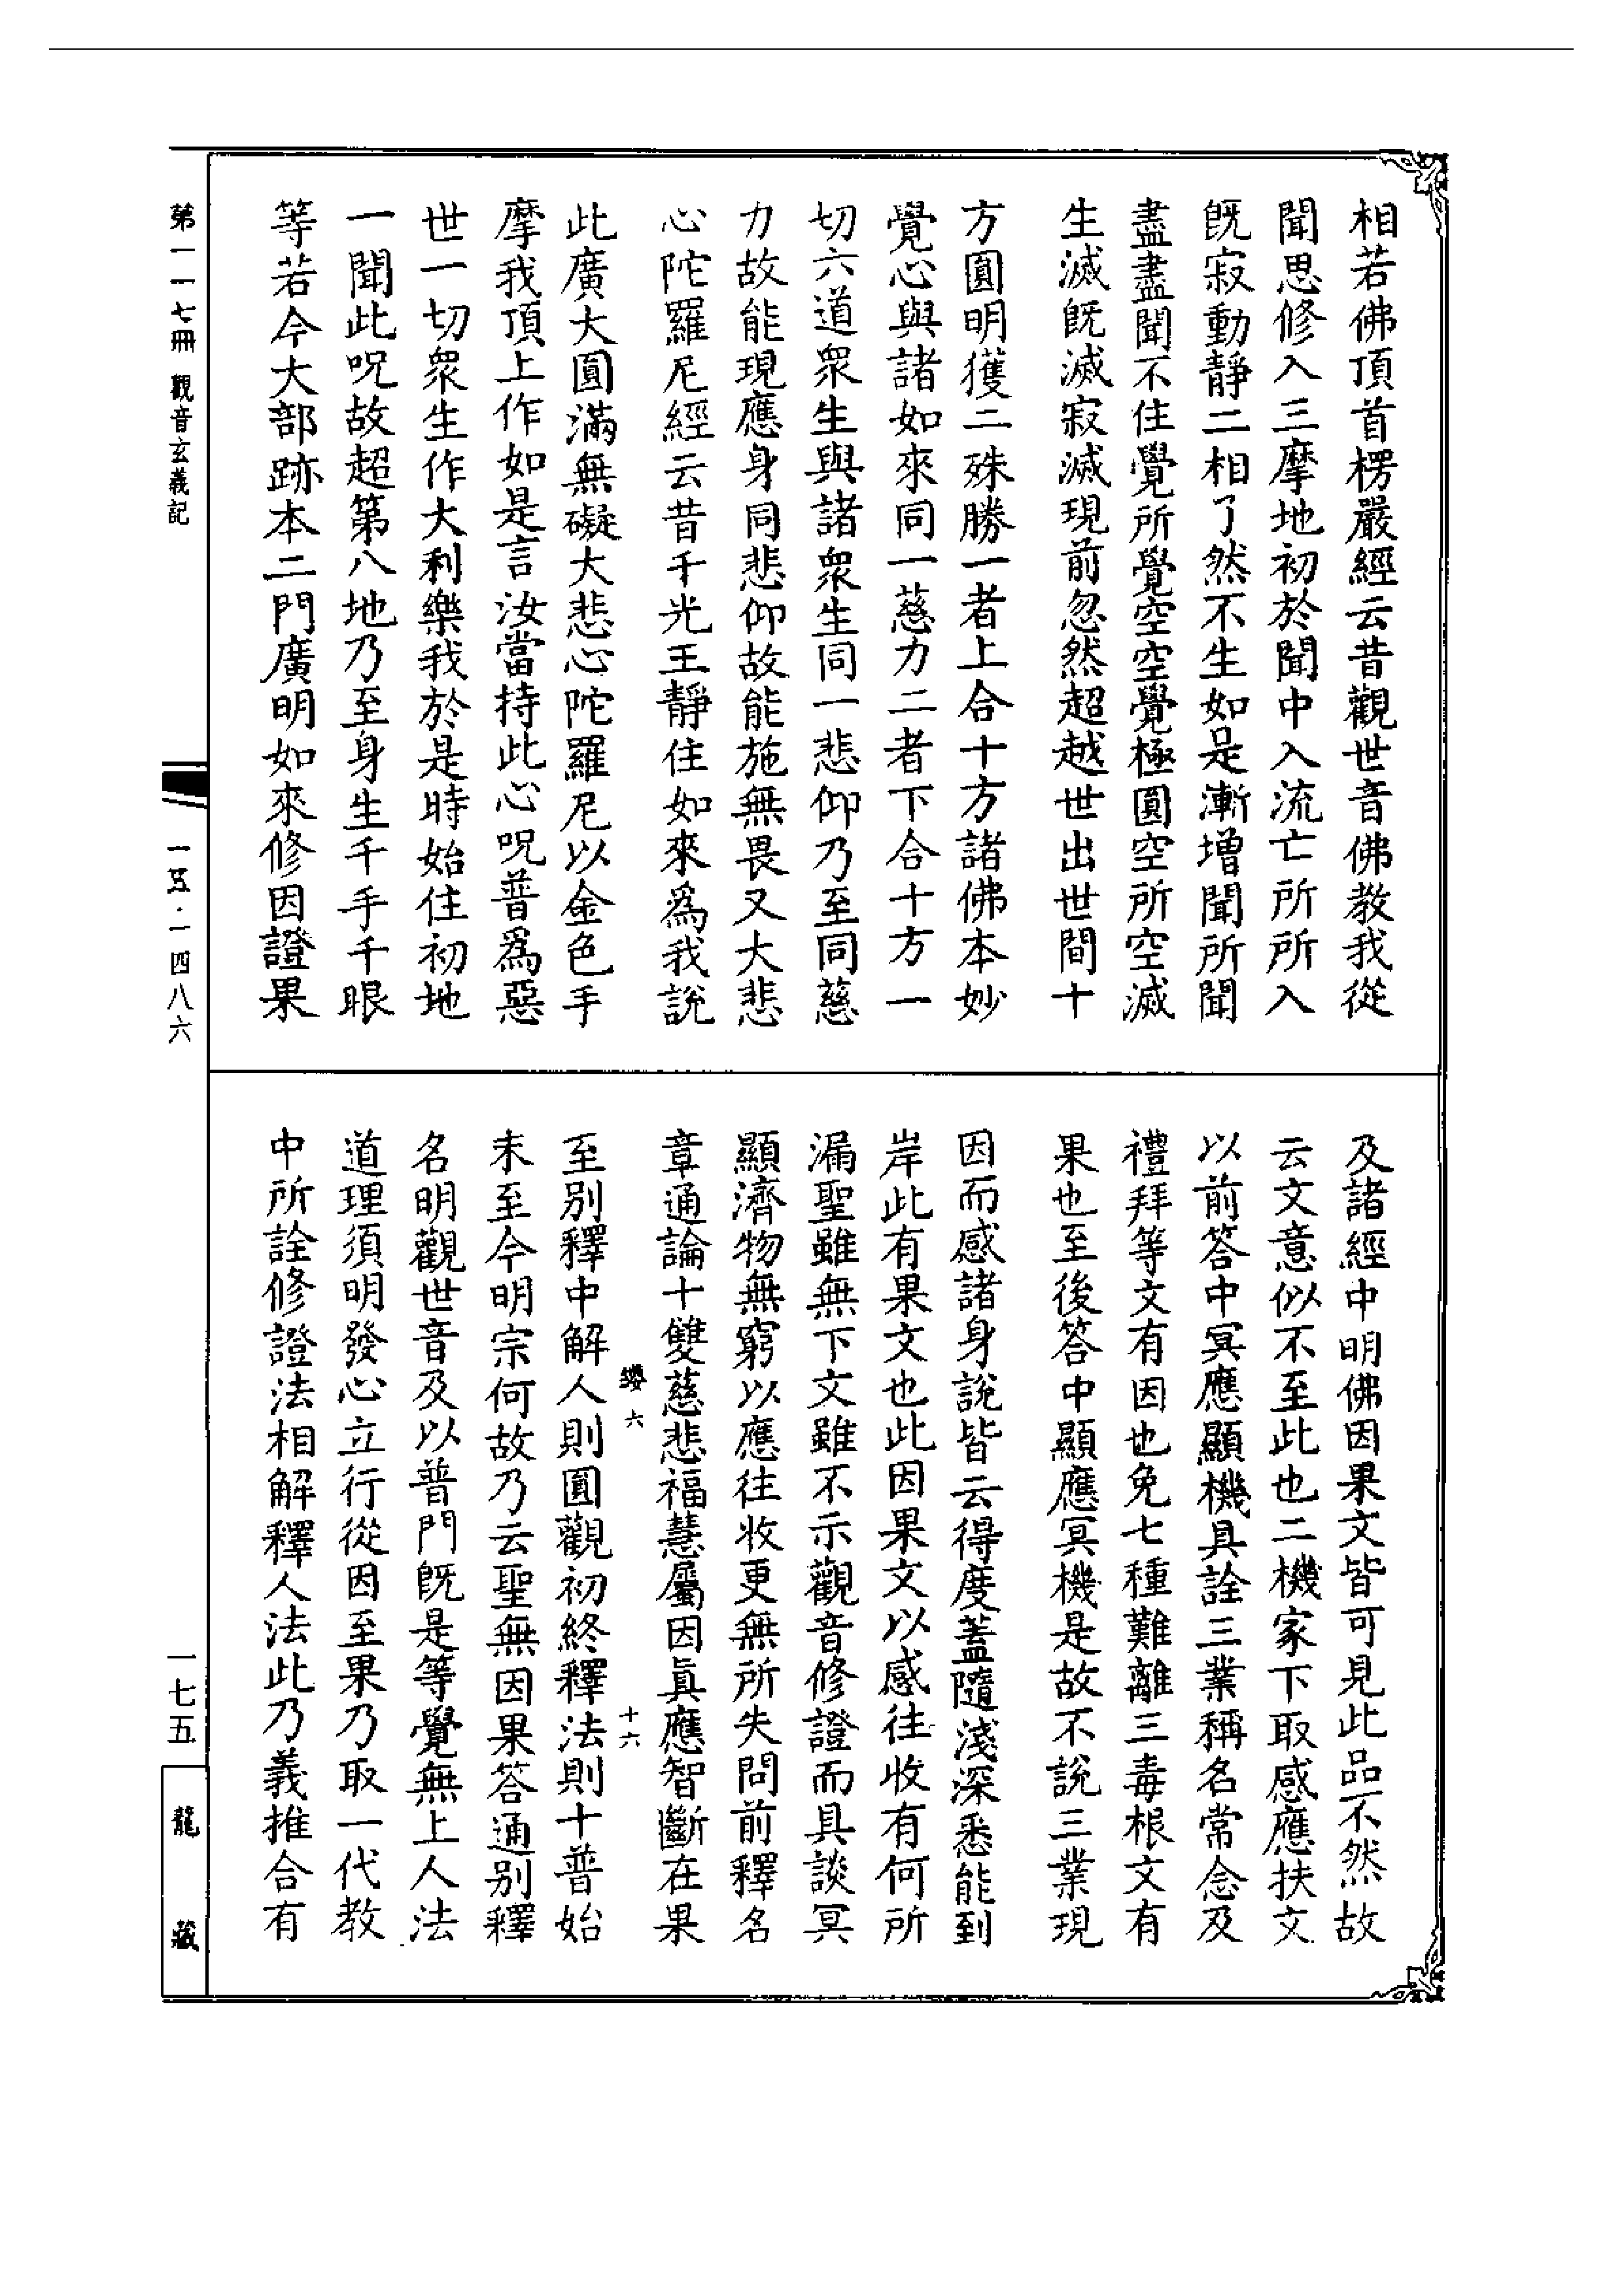 相若佛頂首楞嚴經云昔觀世音佛教我從
聞思修入三摩地初於聞中入流亡所所入
旣寂動靜二相了然不生如是漸增聞所聞
盡盡聞不住覺所覺空空覺極圓空所空滅
生滅旣滅寂滅現前忽然超越世出世間十
方圓明獲二殊勝一者上合十方諸佛本妙
覺心與諸如來同一慈力二者下合十方一
切六道衆生與諸衆生同一悲仰乃至同慈
力故能現應身同悲仰故能施無畏又大悲
心陀羅尼經云昔千光王靜住如來爲我說
此廣大圓滿無礙大悲心陀羅尼以金色手
摩我頂上作如是言汝當持此心呪普爲惡
世一切衆生作大利樂我於是時始住初地
一聞此呪故超第八地乃至身生千手千眼
等若今大部跡本二門廣明如來修因證果
及諸經中明佛因果文皆可見此品不然故
云文意似不至此也二機家下取感應扶文
以前答中冥應顯機具詮三業稱名常念及
禮拜等文有因也免七種難離三毒根文有
果也至後答中顯應冥機是故不說三業現
因而感諸身說皆云得度蓋隨淺深悉能到
岸此有果文也此因果文以感往收有何所
漏聖雖無下文雖不示觀音修證而具談冥
顯濟物無窮以應往收更無所失問前釋名
章通論十雙慈悲福慧屬因眞應智斷在果
纓六 十六
至別釋中解人則圓觀初終釋法則十普始
末至今明宗何故乃云聖無因果答通別釋
名明觀世音及以普門旣是等覺無上人法
道理須明發心立行從因至果乃取一代教
中所詮修證法相解釋人法此乃義推合有
第一一七冊 觀音玄義記
一五·一四八六
一七五
龍藏